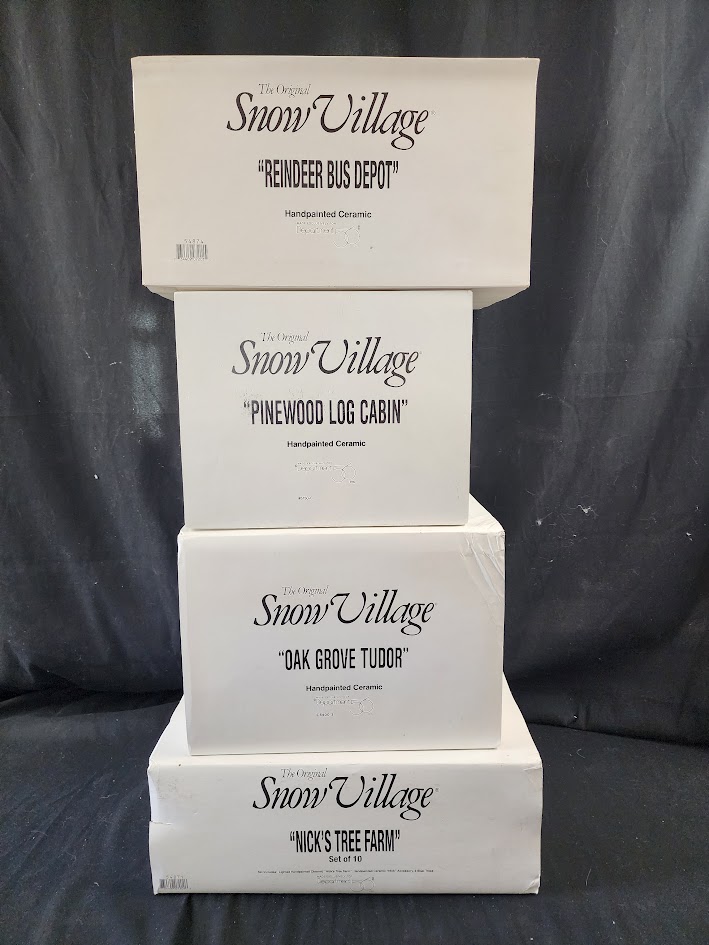 The Original
Snow Village®
"REINDEER BUS DEPOT"
Handpainted Ceramic
The Original
Snow Village®
"PINEWOOD LOG CABIN"
Handpainted Ceramic
The Original
Snow Village
"OAK GROVE TUDOR"
Handpainted Ceramic
The Original
Snow Village®
"NICK'S TREE FARM"
Set of 10